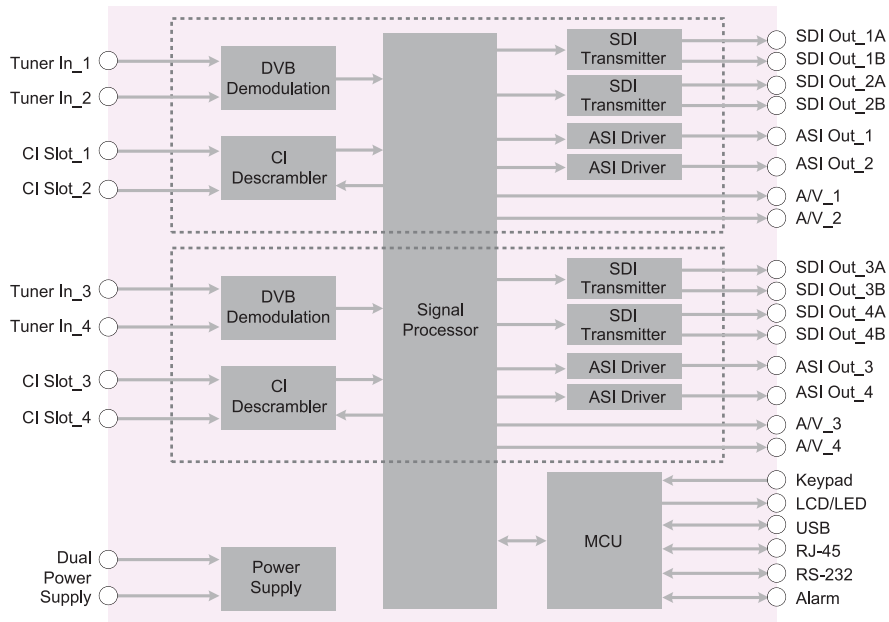 Tuner In_1
Tuner In_2
CI Slot_1
CI Slot_2
DVB
Demodulation
CI
Descrambler
SDI
Transmitter
SDI
Transmitter
ASI Driver
ASI Driver
SDI Out_1A
SDI Out_1B
SDI Out_2A
SDI Out_2B
ASI Out_1
ASI Out_2
A/V_1
A/V_2
Tuner In_3
Tuner In_4
CI Slot_3
CI Slot_4
DVB
Demodulation
CI
Descrambler
Signal
Processor
SDI
Transmitter
SDI
Transmitter
ASI Driver
ASI Driver
SDI Out_3A
SDI Out_3B
SDI Out_4A
SDI Out_4B
ASI Out_3
ASI Out_4
A/V_3
A/V_4
Dual
Power
Supply
Power
Supply
MCU
Keypad
LCD/LED
USB
RJ-45
RS-232
Alarm